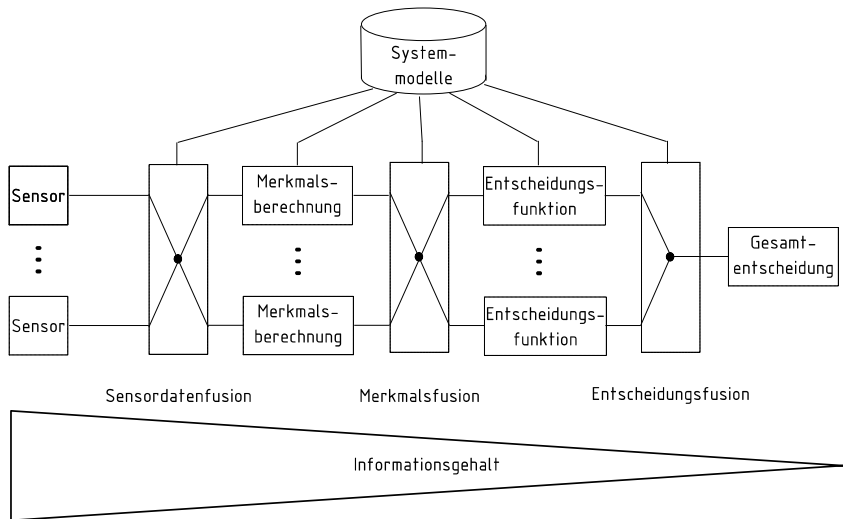 System-
modelle
Sensor
Merkmals-
berechnung
Entscheidungs-
funktion
Gesamt-
entscheidung
Sensor
Merkmals-
berechnung
Entscheidungs-
funktion
Sensordatenfusion
Merkmalsfusion
Entscheidungsfusion
Informationsgehalt